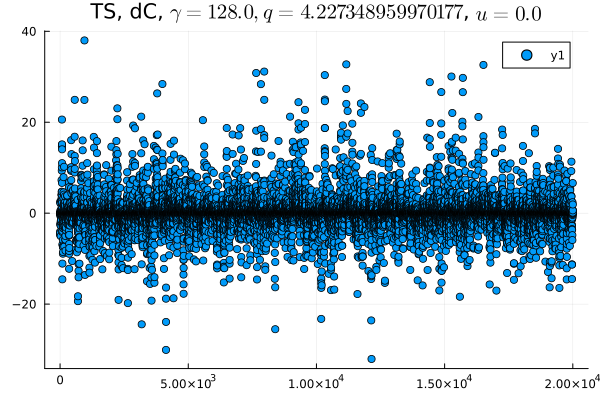 TS, dC, γ = 128.0, q = 4.227348959970177, u = 0.0
y1
40
20
0
−20
0 5.00×10³ 1.00×10⁴ 1.50×10⁴ 2.00×10⁴